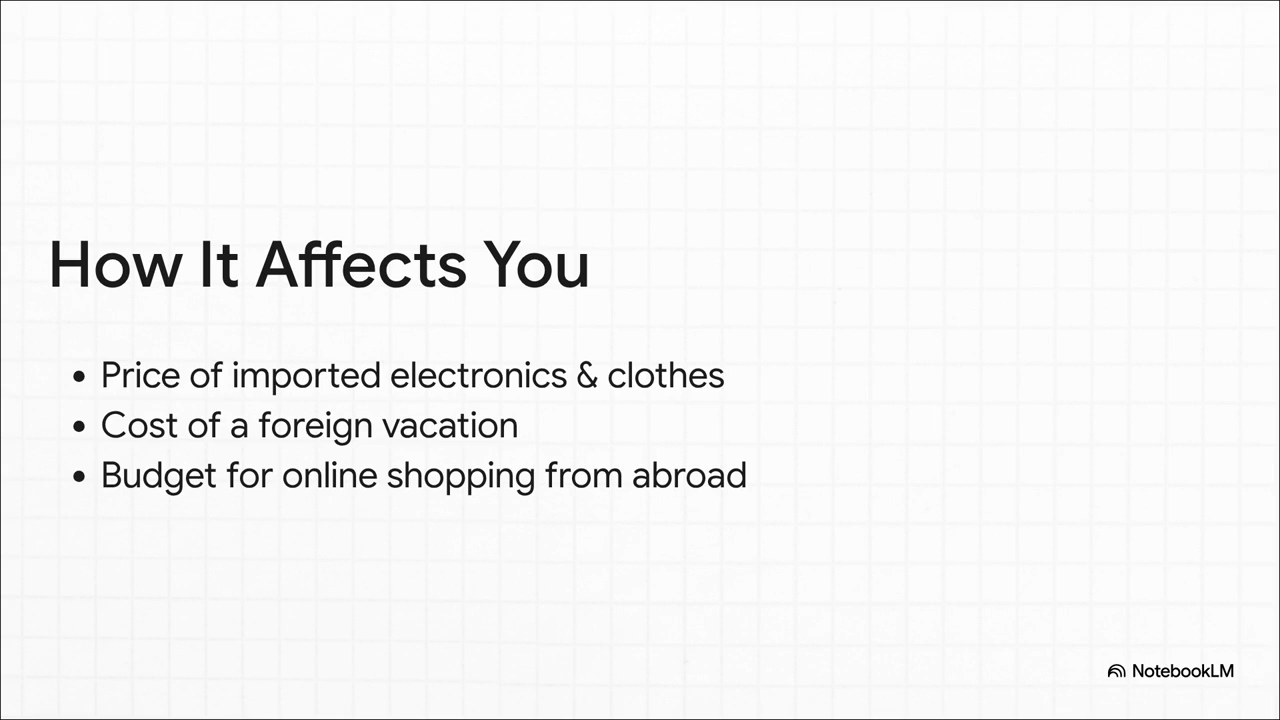 How It Affects You
• Price of imported electronics & clothes
• Cost of a foreign vacation
• Budget for online shopping from abroad
NotebookLM